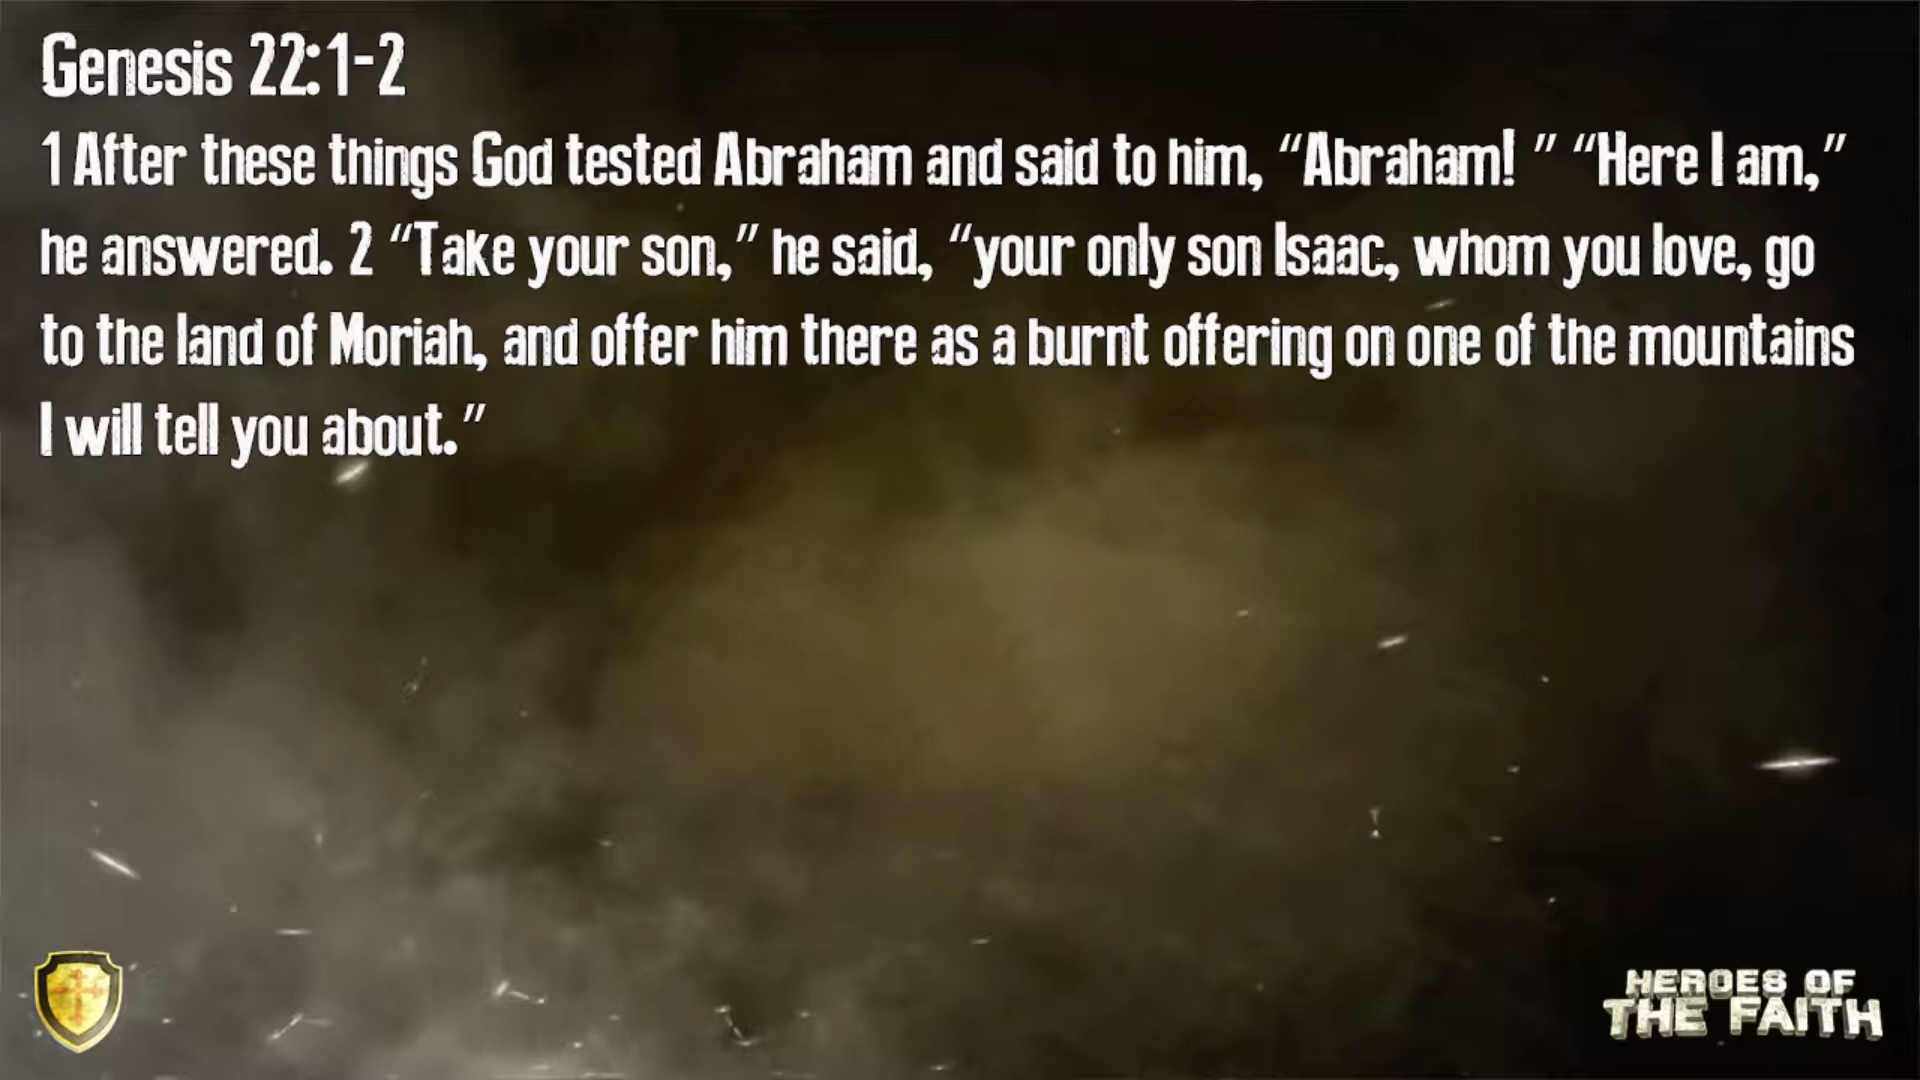 Genesis 22:1-2
1 After these things God tested Abraham and said to him, “Abraham! ” “Here I am,”
he answered. 2 “Take your son,” he said, “your only son Isaac, whom you love, go
to the land of Moriah, and offer him there as a burnt offering on one of the mountains
I will tell you about.”
HEROES OF
THE FAITH